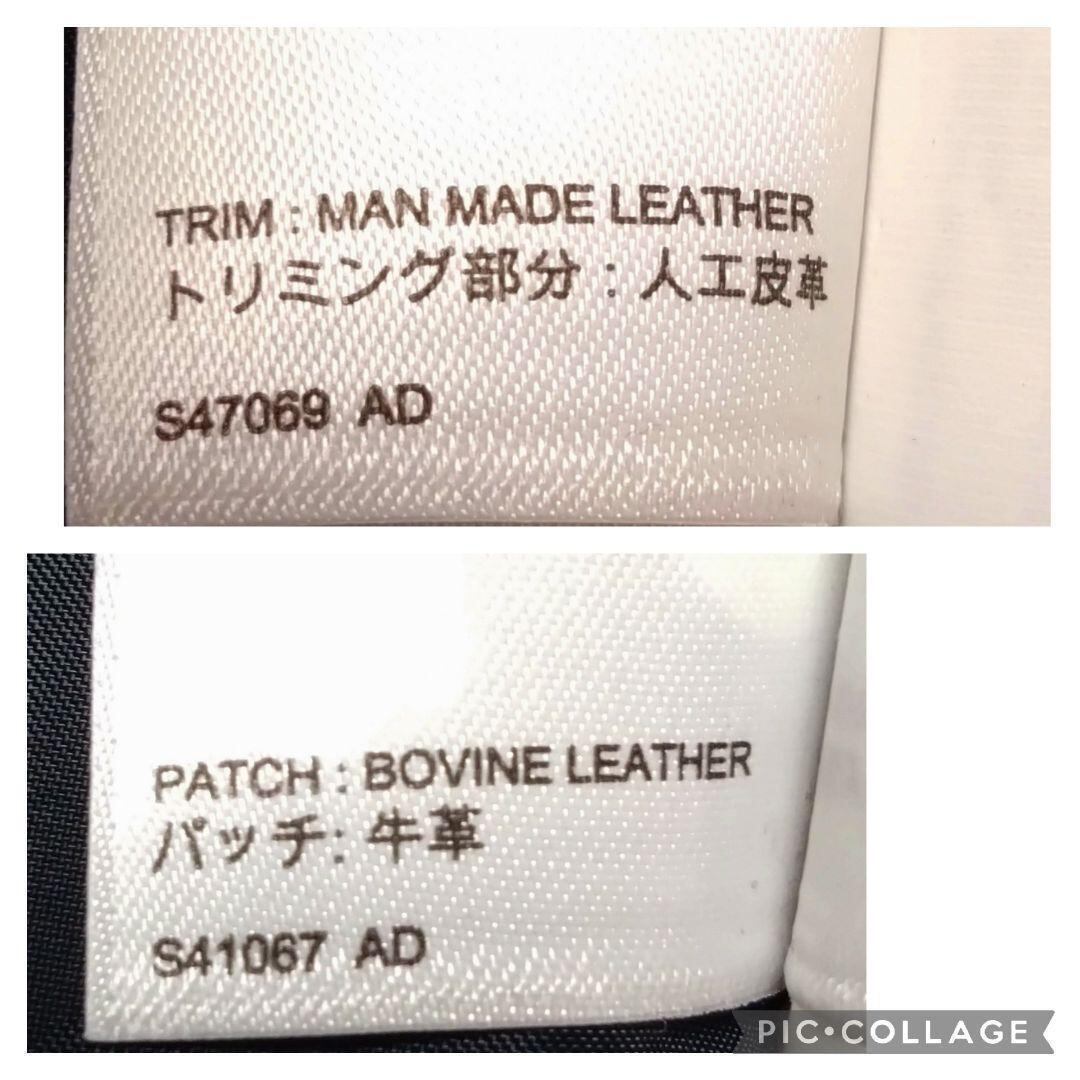 TRIM : MAN MADE LEATHER
トリミング部分 : 人工皮革
S47069 AD
PATCH : BOVINE LEATHER
パッチ: 牛革
S41067 AD
PIC•COLLAGE